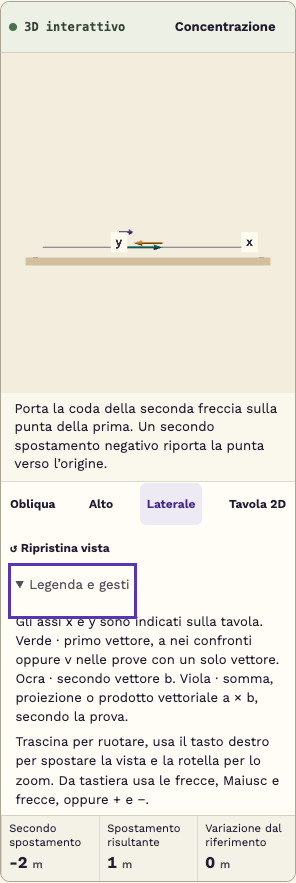 3D interattivo
Concentrazione
y
x
Porta la coda della seconda freccia sulla
punta della prima. Un secondo
spostamento negativo riporta la punta
verso l’origine.
Obliqua
Alto
Laterale
Tavola 2D
↺ Ripristina vista
▼ Legenda e gesti
Gli assi x e y sono indicati sulla tavola.
Verde · primo vettore, a nei confronti
oppure v nelle prove con un solo vettore.
Ocra · secondo vettore b. Viola · somma,
proiezione o prodotto vettoriale a × b,
secondo la prova.
Trascina per ruotare, usa il tasto destro
per spostare la vista e la rotella per lo
zoom. Da tastiera usa le frecce, Maiusc e
frecce, oppure + e −.
Secondo
spostamento
-2 m
Spostamento
risultante
1 m
Variazione dal
riferimento
0 m